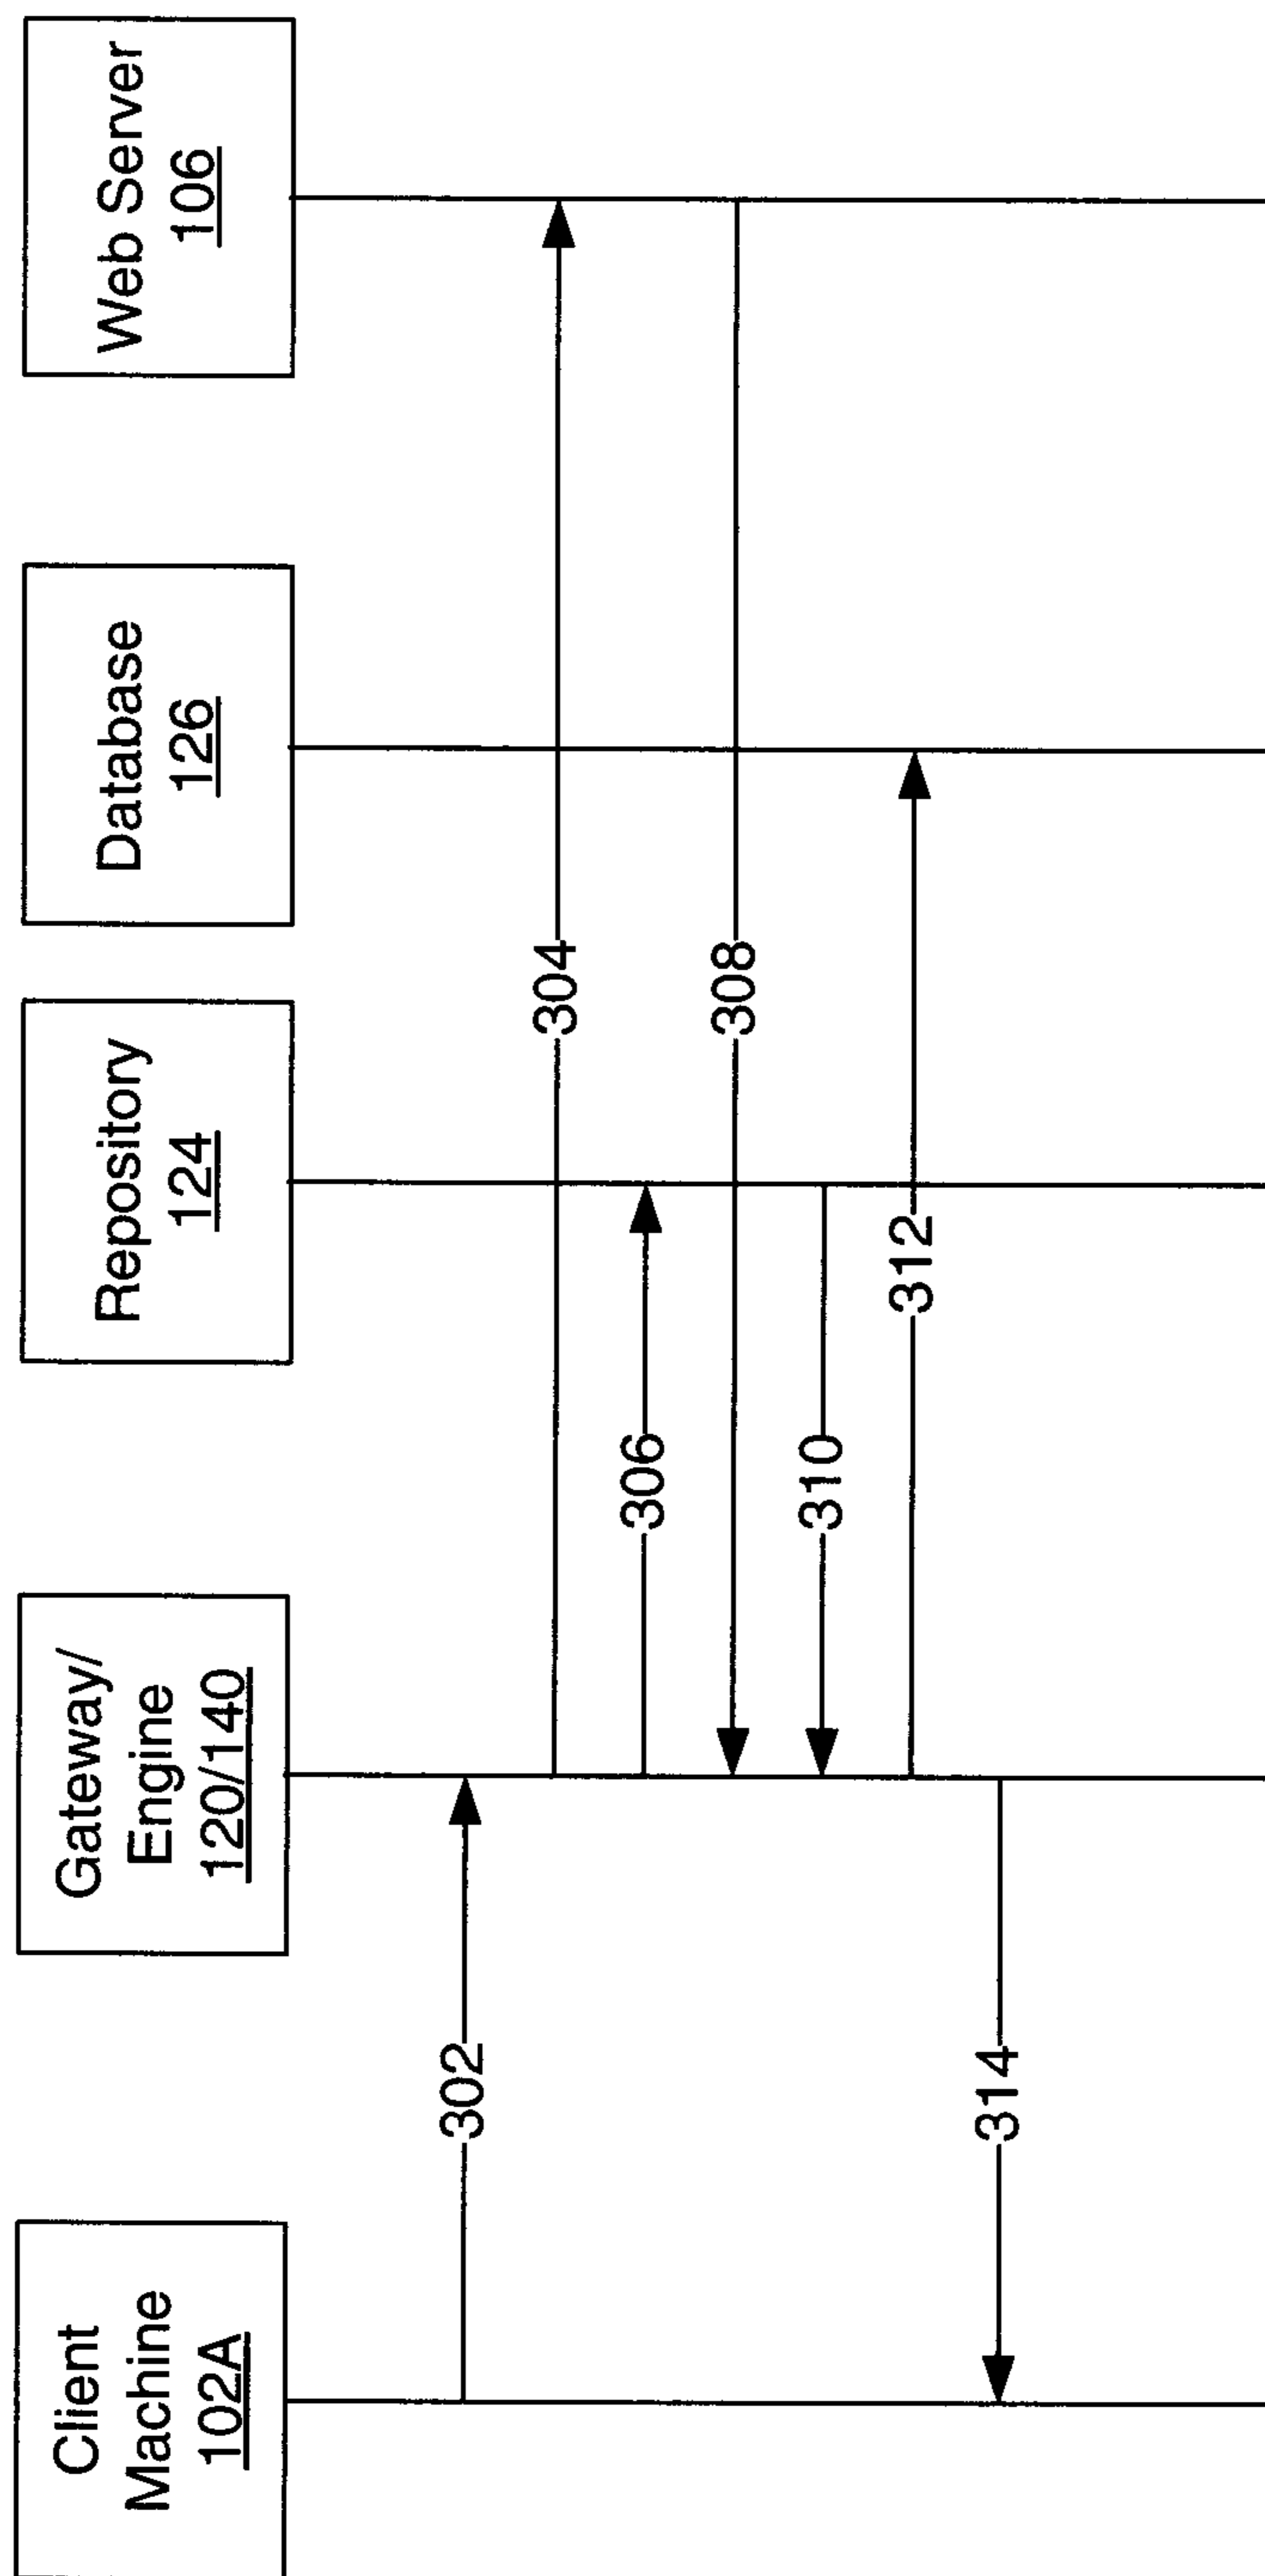 Client
Machine
102A
Gateway/
Engine
120/140
Repository
124
Database
126
Web Server
106
302
304
306
308
310
312
314